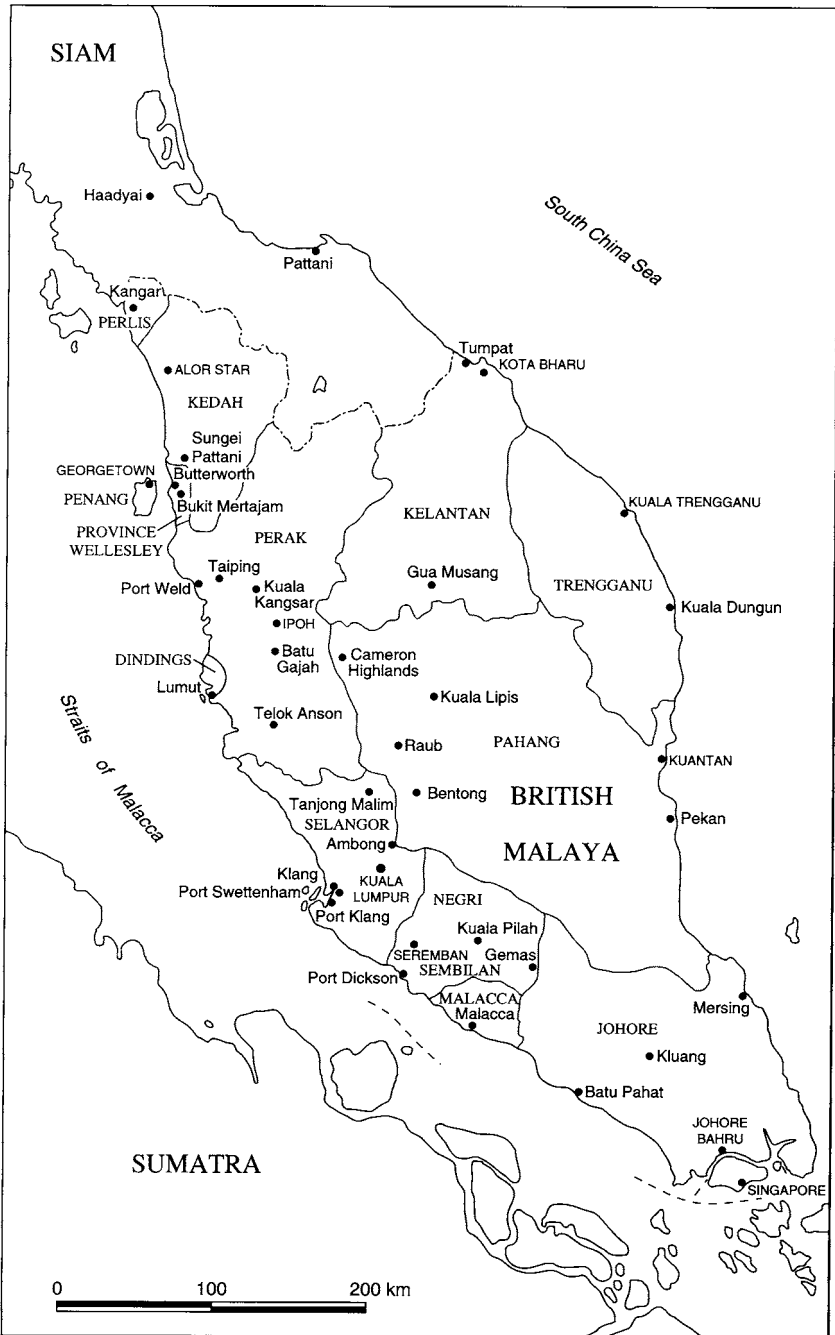 SIAM
Haadyai
South China Sea
Pattani
Kangar
PERLIS
Tumpat
KOTA BHARU
ALOR STAR
KEDAH
Sungei
Pattani
GEORGETOWN
Butterworth
PENANG
Bukit Mertajam
KUALA TRENGGANU
KELANTAN
PROVINCE
WELLESLEY
PERAK
Taiping
Gua Musang
TRENGGANU
Port Weld
Kuala
Kangsar
Kuala Dungun
IPOH
Batu
Gajah
Cameron
Highlands
DINDINGS
Lumut
Kuala Lipis
Straits of Malacca
Telok Anson
Raub
PAHANG
KUANTAN
Tanjong Malim
Bentong
BRITISH
MALAYA
Pekan
SELANGOR
Ambong
Klang
KUALA
LUMPUR
Port Swettenham
Port Klang
NEGRI
Kuala Pilah
SEREMBAN
Gemas
SEMBILAN
Port Dickson
MALACCA
Malacca
Mersing
JOHORE
Kluang
Batu Pahat
JOHORE
BAHRU
SUMATRA
SINGAPORE
0 100 200 km